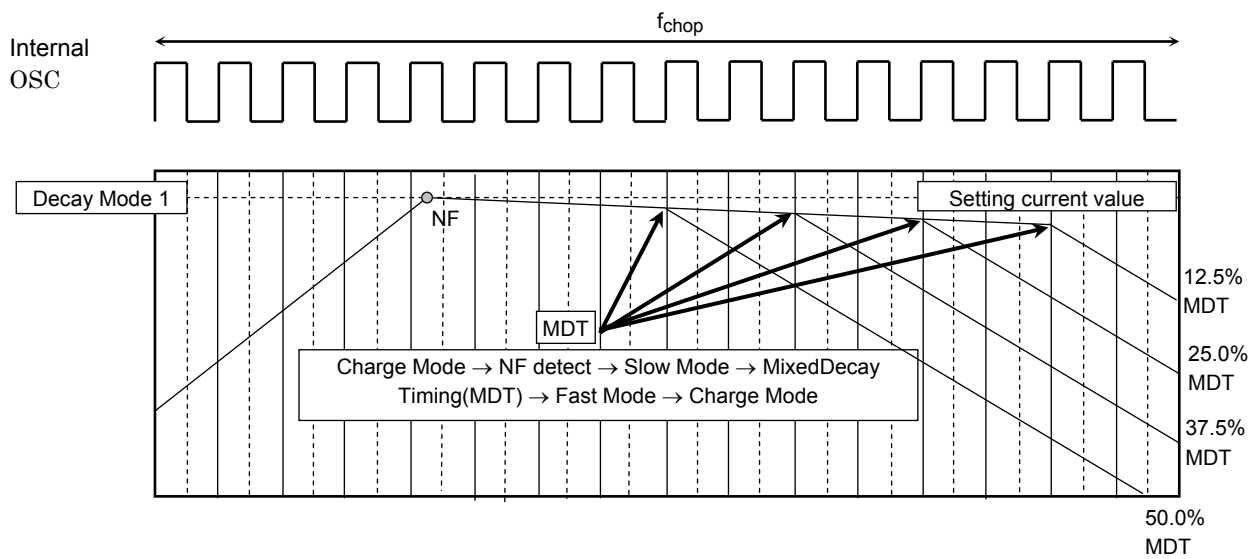 f_chop
Internal
OSC
Decay Mode 1
NF
Setting current value
MDT
Charge Mode → NF detect → Slow Mode → MixedDecay
Timing(MDT) → Fast Mode → Charge Mode
12.5%
MDT
25.0%
MDT
37.5%
MDT
50.0%
MDT